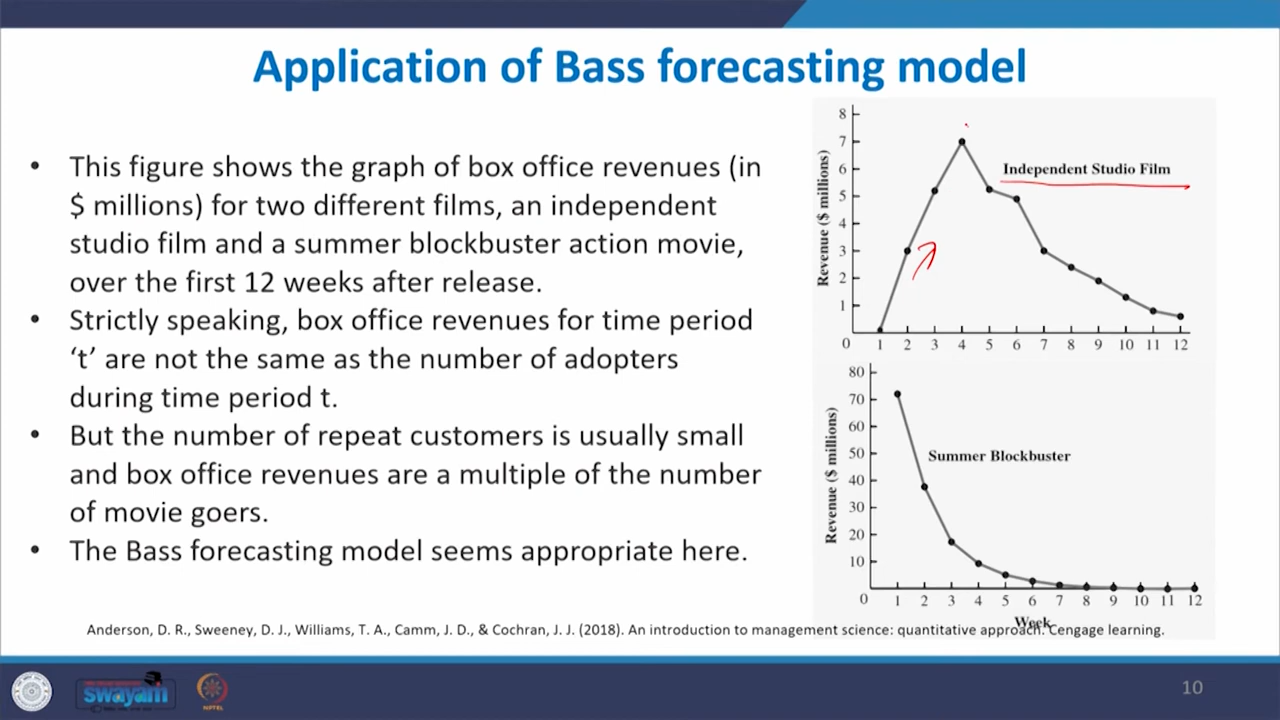 Application of Bass forecasting model
• This figure shows the graph of box office revenues (in
$ millions) for two different films, an independent
studio film and a summer blockbuster action movie,
over the first 12 weeks after release.
• Strictly speaking, box office revenues for time period
‘t’ are not the same as the number of adopters
during time period t.
• But the number of repeat customers is usually small
and box office revenues are a multiple of the number
of movie goers.
• The Bass forecasting model seems appropriate here.
Revenue ($ millions)
8
7
6
5
4
3
2
1
Independent Studio Film
0 1 2 3 4 5 6 7 8 9 10 11 12
Revenue ($ millions)
80
70
60
50
40
30
20
10
Summer Blockbuster
0 1 2 3 4 5 6 7 8 9 10 11 12
Week
Anderson, D. R., Sweeney, D. J., Williams, T. A., Camm, J. D., & Cochran, J. J. (2018). An introduction to management science: quantitative approach. Cengage learning.
swayam
NPTEL
10